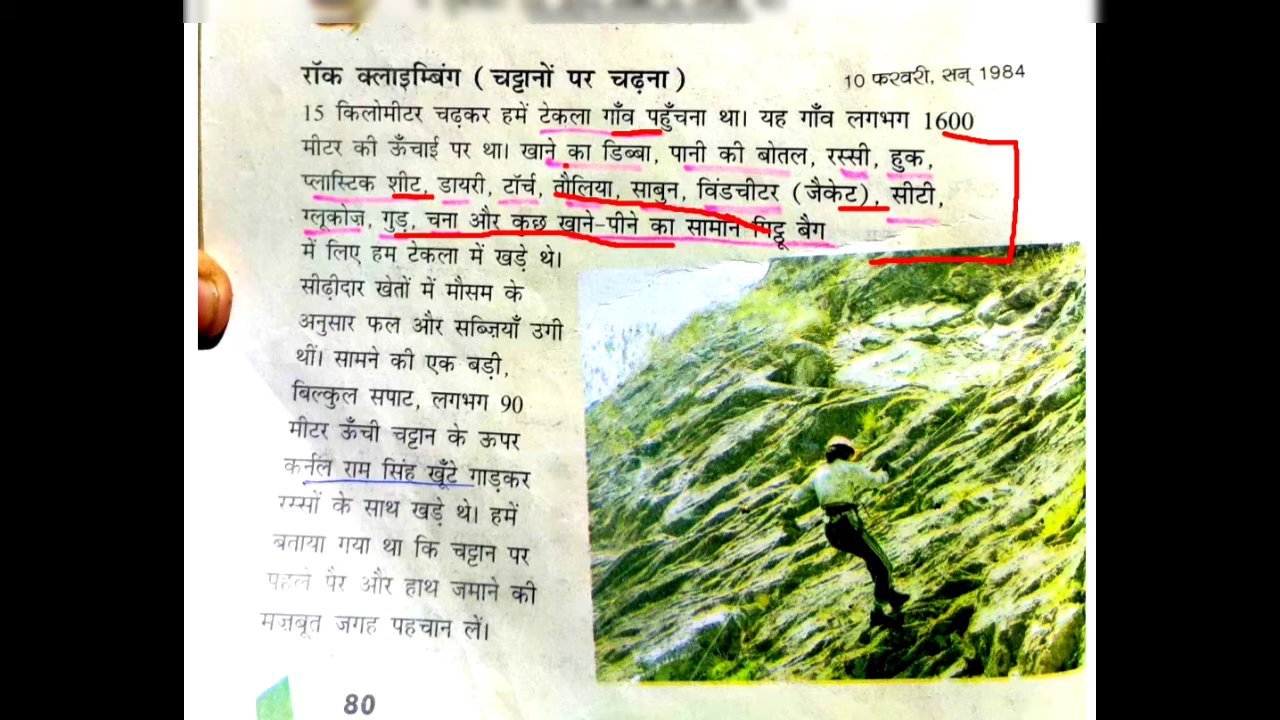 रॉक क्लाइम्बिंग (चट्टानों पर चढ़ना)
10 फरवरी, सन् 1984
15 किलोमीटर चढ़कर हमें टेकला गाँव पहुँचना था। यह गाँव लगभग 1600
मीटर की ऊँचाई पर था। खाने का डिब्बा, पानी की बोतल, रस्सी, हुक,
प्लास्टिक शीट, डायरी, टॉर्च, तौलिया, साबुन, विंडचीटर (जैकेट), सीटी,
ग्लूकोज, गुड़, चना और कुछ खाने-पीने का सामान पिट्ठू बैग
में लिए हम टेकला में खड़े थे।
सीढ़ीदार खेतों में मौसम के
अनुसार फल और सब्ज़ियाँ उगी
थीं। सामने की एक बड़ी,
बिल्कुल सपाट, लगभग 90
मीटर ऊँची चट्टान के ऊपर
कर्नल राम सिंह खूँटे गाड़कर
रस्सों के साथ खड़े थे। हमें
बताया गया था कि चट्टान पर
पहले पैर और हाथ जमाने की
मज़बूत जगह पहचान लें।
80